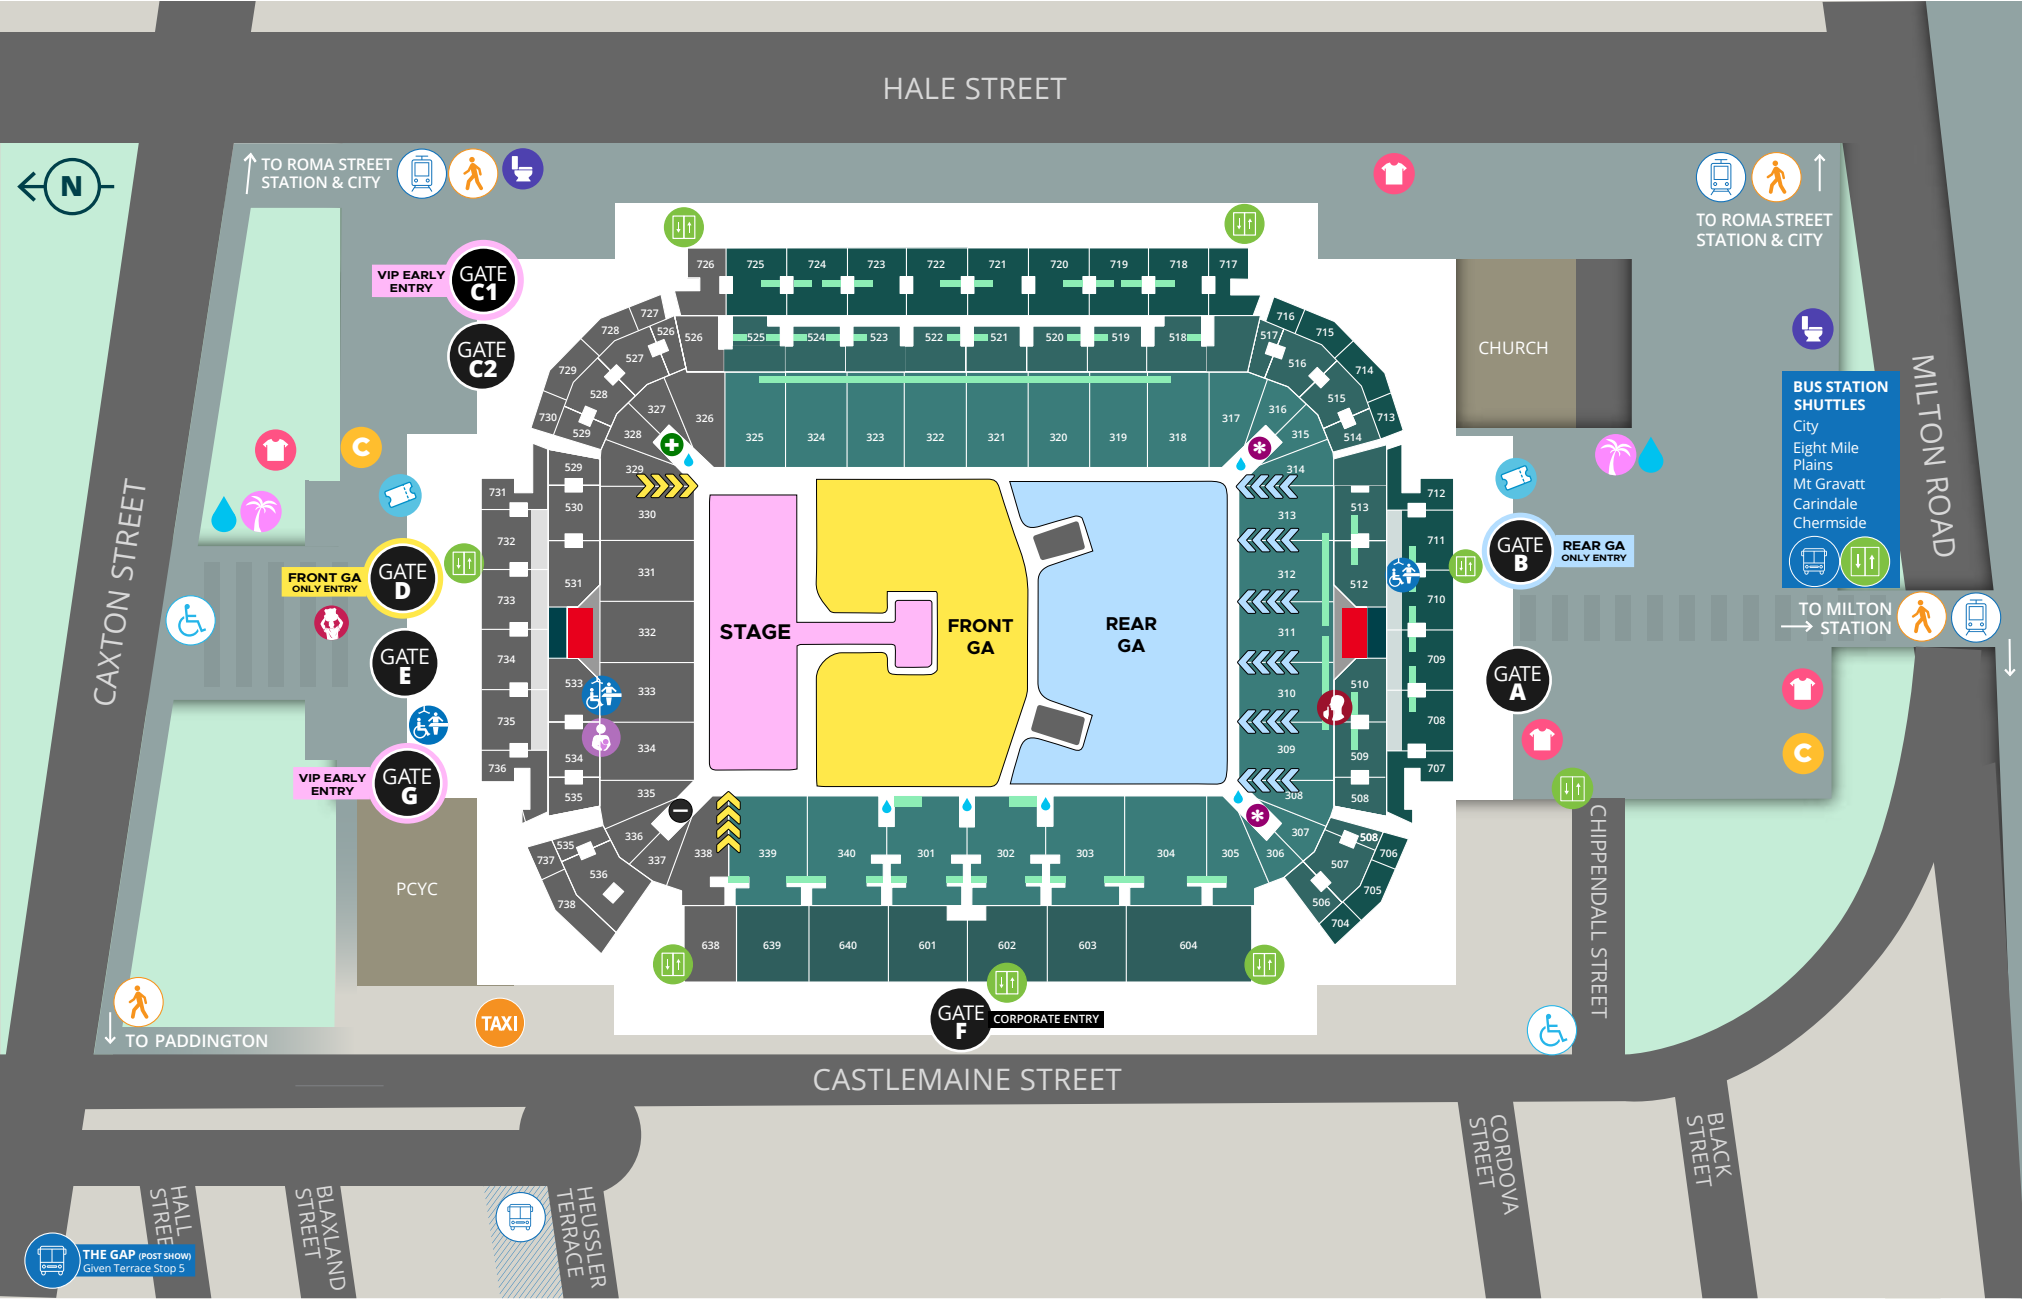 HALE STREET
N
TO ROMA STREET
STATION & CITY
TO ROMA STREET
STATION & CITY
VIP EARLY
ENTRY
GATE
C1
GATE
C2
CHURCH
MILTON ROAD
BUS STATION
SHUTTLES
City
Eight Mile
Plains
Mt Gravatt
Carindale
Chermside
726
725
724
723
722
721
720
719
718
717
727
728
729
730
526
527
528
529
526
525
524
523
522
521
520
519
518
517
516
515
514
716
715
714
713
327
328
329
326
325
324
323
322
321
320
319
318
317
316
315
314
C
CAXTON STREET
FRONT GA
ONLY ENTRY
GATE
D
GATE
E
VIP EARLY
ENTRY
GATE
G
731
732
733
734
735
736
529
530
531
533
534
535
330
331
332
333
334
335
STAGE
FRONT
GA
REAR
GA
313
312
311
310
309
308
513
512
510
509
508
712
711
710
709
708
707
GATE
B
REAR GA
ONLY ENTRY
GATE
A
TO MILTON
STATION
C
PCYC
737
738
535
536
336
337
338
339
340
301
302
303
304
305
306
307
508
507
506
706
705
704
638
639
640
601
602
603
604
GATE
F
CORPORATE ENTRY
CHIPPENDALL STREET
TAXI
TO PADDINGTON
CASTLEMAINE STREET
HALL
STREET
BLAXLAND
STREET
HEUSSLER
TERRACE
CORDOVA
STREET
BLACK
STREET
THE GAP (POST SHOW)
Given Terrace Stop 5